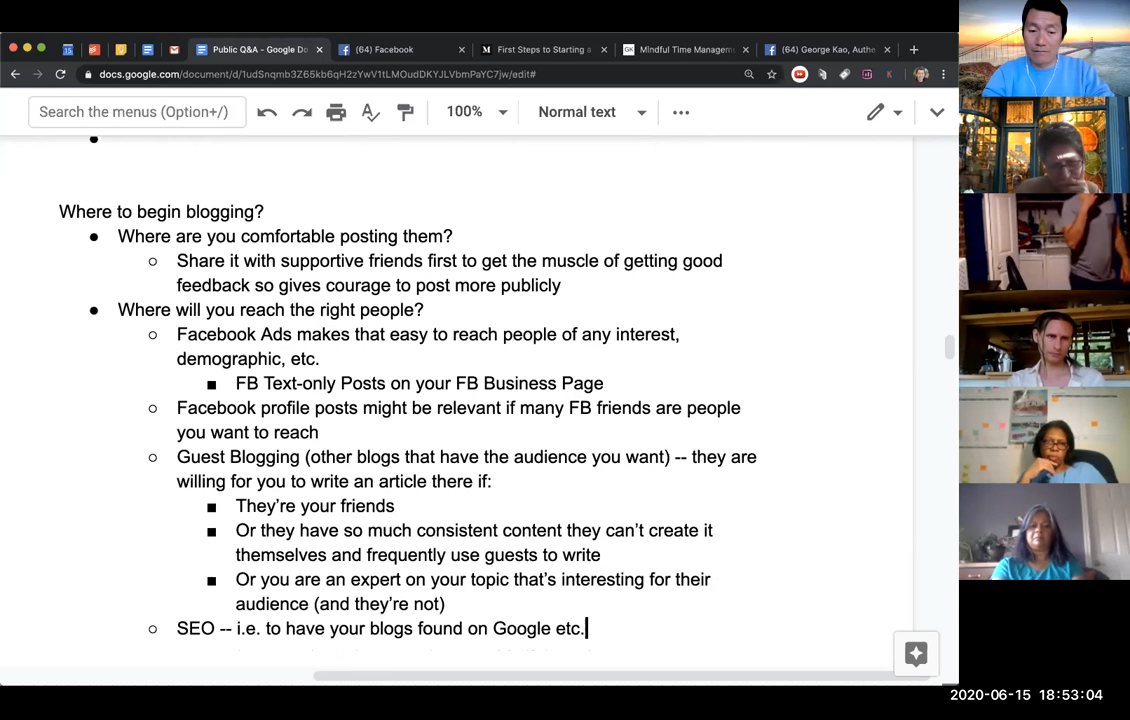 Public Q&A - Google Do
(64) Facebook
First Steps to Starting a
Mindful Time Managem
(64) George Kao, Authe
docs.google.com/document/d/1udSnqmb3Z65kb6qH2zYwV1tLMOudDKYJLVbmPaYC7jw/edit#
Search the menus (Option+/)
100%
Normal text
Where to begin blogging?
● Where are you comfortable posting them?
○ Share it with supportive friends first to get the muscle of getting good
feedback so gives courage to post more publicly
● Where will you reach the right people?
○ Facebook Ads makes that easy to reach people of any interest,
demographic, etc.
■ FB Text-only Posts on your FB Business Page
○ Facebook profile posts might be relevant if many FB friends are people
you want to reach
○ Guest Blogging (other blogs that have the audience you want) -- they are
willing for you to write an article there if:
■ They're your friends
■ Or they have so much consistent content they can't create it
themselves and frequently use guests to write
■ Or you are an expert on your topic that's interesting for their
audience (and they're not)
○ SEO -- i.e. to have your blogs found on Google etc.
2020-06-15 18:53:04